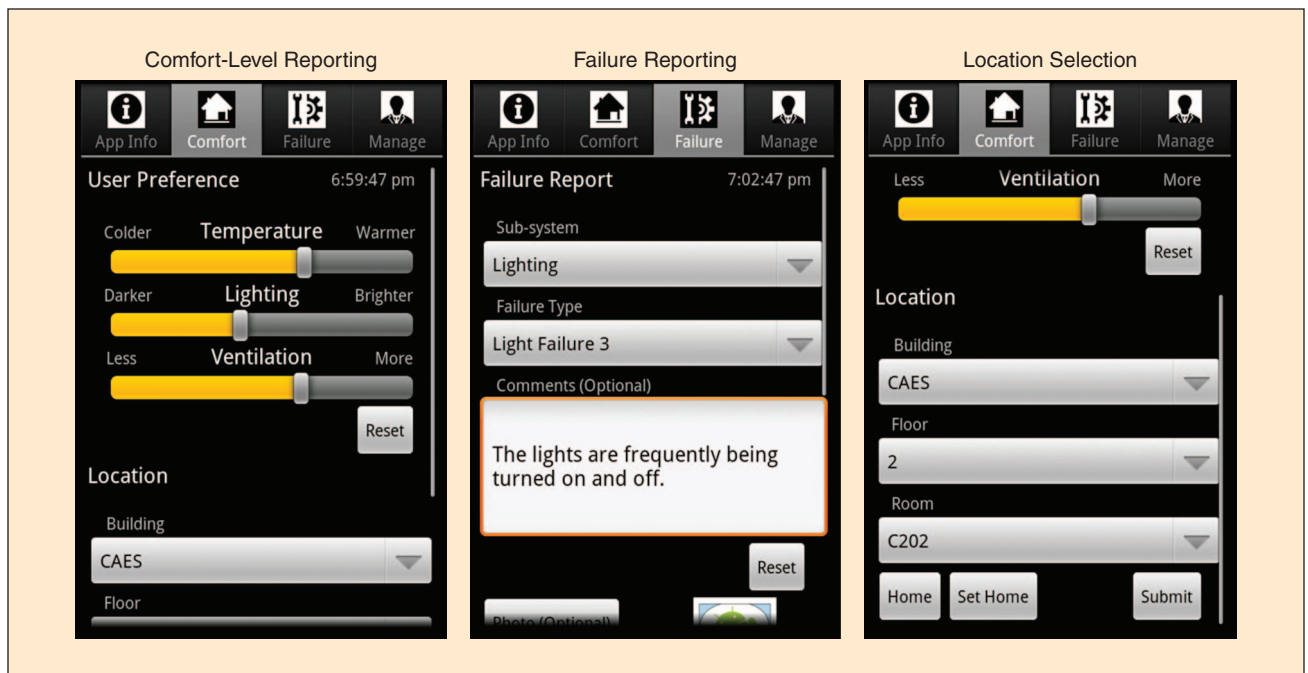 Comfort-Level Reporting
App Info Comfort Failure Manage
User Preference 6:59:47 pm
Colder Temperature Warmer
Darker Lighting Brighter
Less Ventilation More
Reset
Location
Building
CAES
Floor
Failure Reporting
App Info Comfort Failure Manage
Failure Report 7:02:47 pm
Sub-system
Lighting
Failure Type
Light Failure 3
Comments (Optional)
The lights are frequently being
turned on and off.
Reset
Photo (Optional)
Location Selection
App Info Comfort Failure Manage
Less Ventilation More
Reset
Location
Building
CAES
Floor
2
Room
C202
Home Set Home Submit